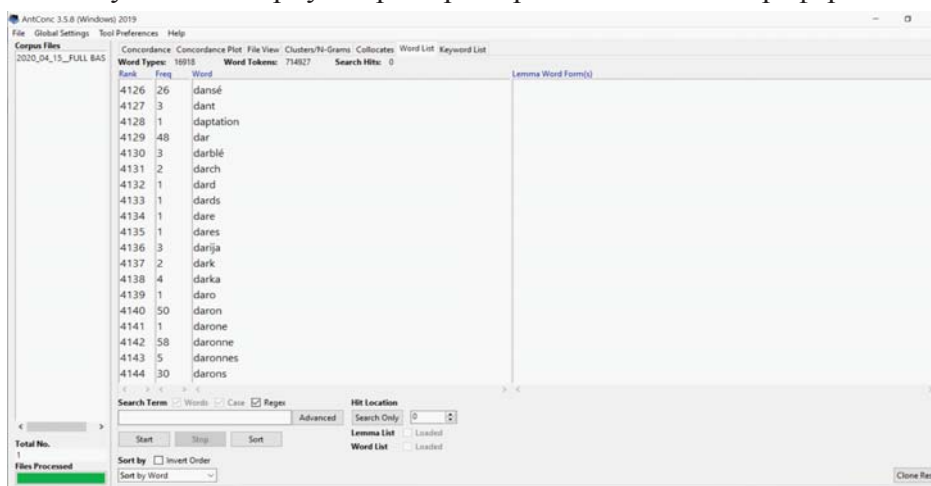 AntConc 3.5.8 (Windows) 2019
File Global Settings Tool Preferences Help
Corpus Files
2020_04_15__FULL BAS
Concordance Concordance Plot File View Clusters/N-Grams Collocates Word List Keyword List
Word Types: 16918 Word Tokens: 714927 Search Hits: 0
Rank Freq Word Lemma Word Form(s)
4126 26 dansé
4127 3 dant
4128 1 daptation
4129 48 dar
4130 3 darblé
4131 2 darch
4132 1 dard
4133 1 dards
4134 1 dare
4135 1 dares
4136 3 darija
4137 2 dark
4138 4 darka
4139 1 daro
4140 50 daron
4141 1 darone
4142 58 daronne
4143 5 daronnes
4144 30 darons
Search Term Words Case Regex Hit Location
Advanced Search Only 0
Start Stop Sort Lemma List Loaded
Word List Loaded
Sort by Invert Order
Sort by Word
Total No.
1
Files Processed
Clone Res